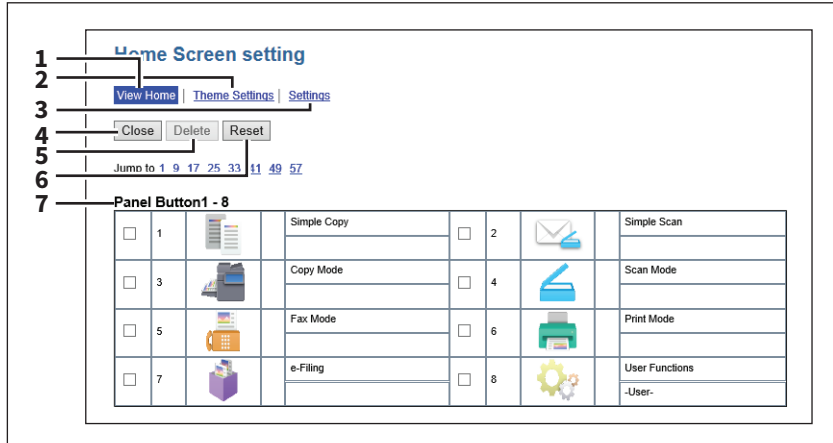 Home Screen setting
1
2
View Home | Theme Settings | Settings
3
4
Close Delete Reset
5
Jump to 1 9 17 25 33 41 49 57
6
7
Panel Button1 - 8
1 Simple Copy 2 Simple Scan
3 Copy Mode 4 Scan Mode
5 Fax Mode 6 Print Mode
7 e-Filing 8 User Functions
-User-